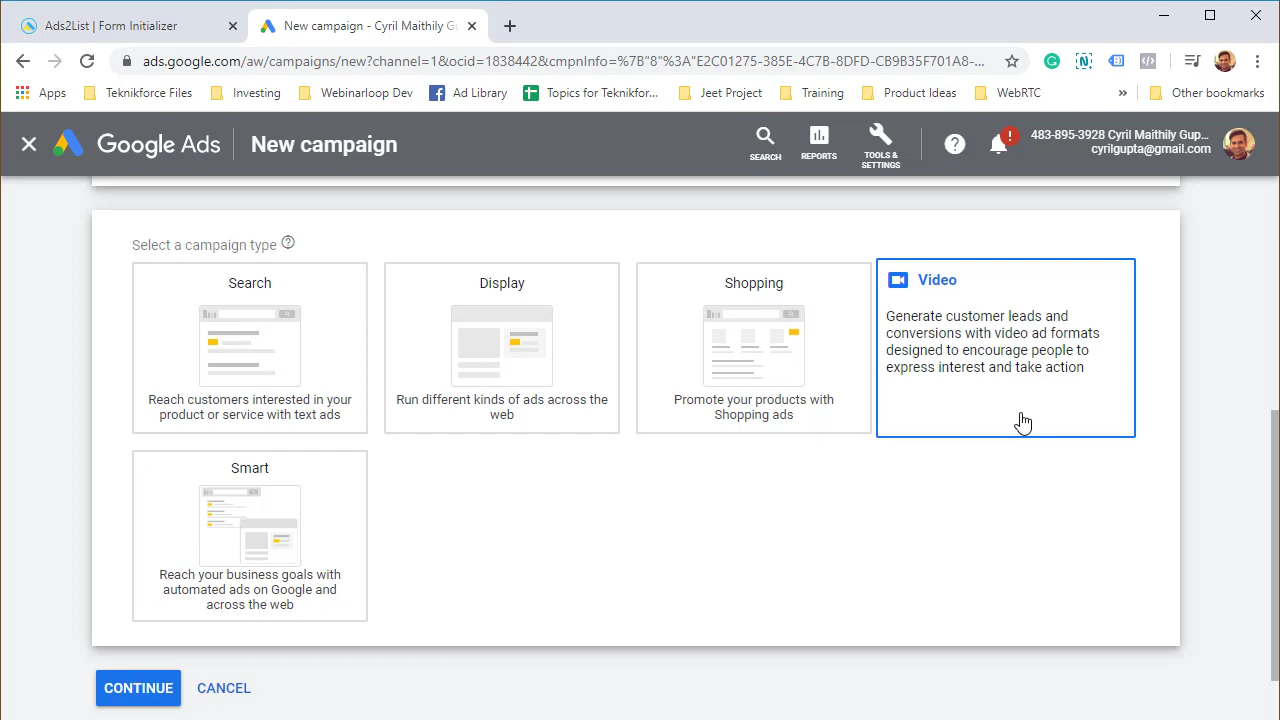 Ads2List | Form Initializer
New campaign - Cyril Maithily Gu
ads.google.com/aw/campaigns/new?channel=1&ocid=1838442&cmpnInfo=%7B"8"%3A"E2C01275-385E-4C7B-8DFD-CB9B35F701A8-...
Apps
Teknikforce Files
Investing
Webinarloop Dev
Ad Library
Topics for Teknikfor...
Jeet Project
Training
Product Ideas
WebRTC
»
Other bookmarks
Google Ads
New campaign
SEARCH
REPORTS
TOOLS &
SETTINGS
483-895-3928 Cyril Maithily Gup...
cyrilgupta@gmail.com
Select a campaign type
Search
Reach customers interested in your
product or service with text ads
Display
Run different kinds of ads across the
web
Shopping
Promote your products with
Shopping ads
Video
Generate customer leads and
conversions with video ad formats
designed to encourage people to
express interest and take action
Smart
Reach your business goals with
automated ads on Google and
across the web
CONTINUE
CANCEL